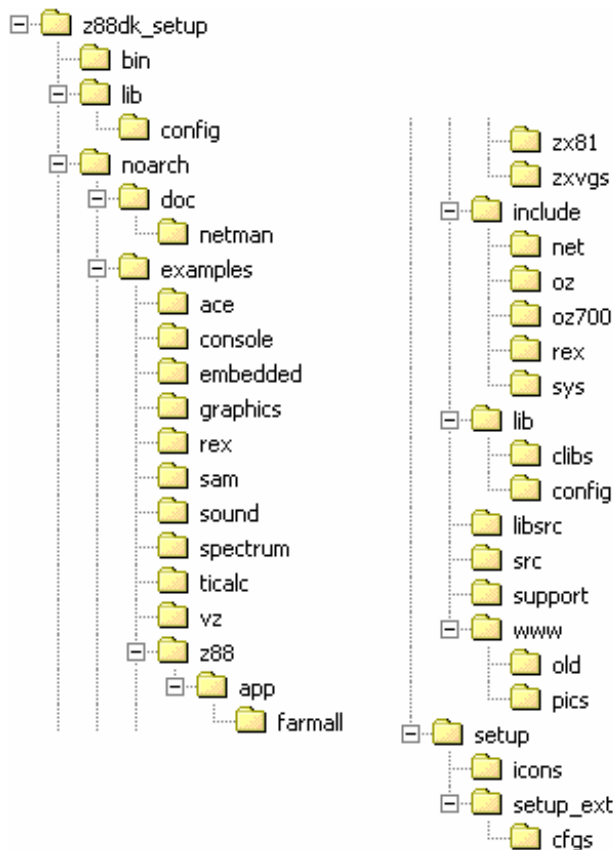 z88dk_setup
bin
lib
config
noarch
doc
netman
examples
ace
console
embedded
graphics
rex
sam
sound
spectrum
ticalc
vz
z88
app
farmall
zx81
zxvgs
include
net
oz
oz700
rex
sys
lib
clibs
config
libsrc
src
support
www
old
pics
setup
icons
setup_ext
cfgs